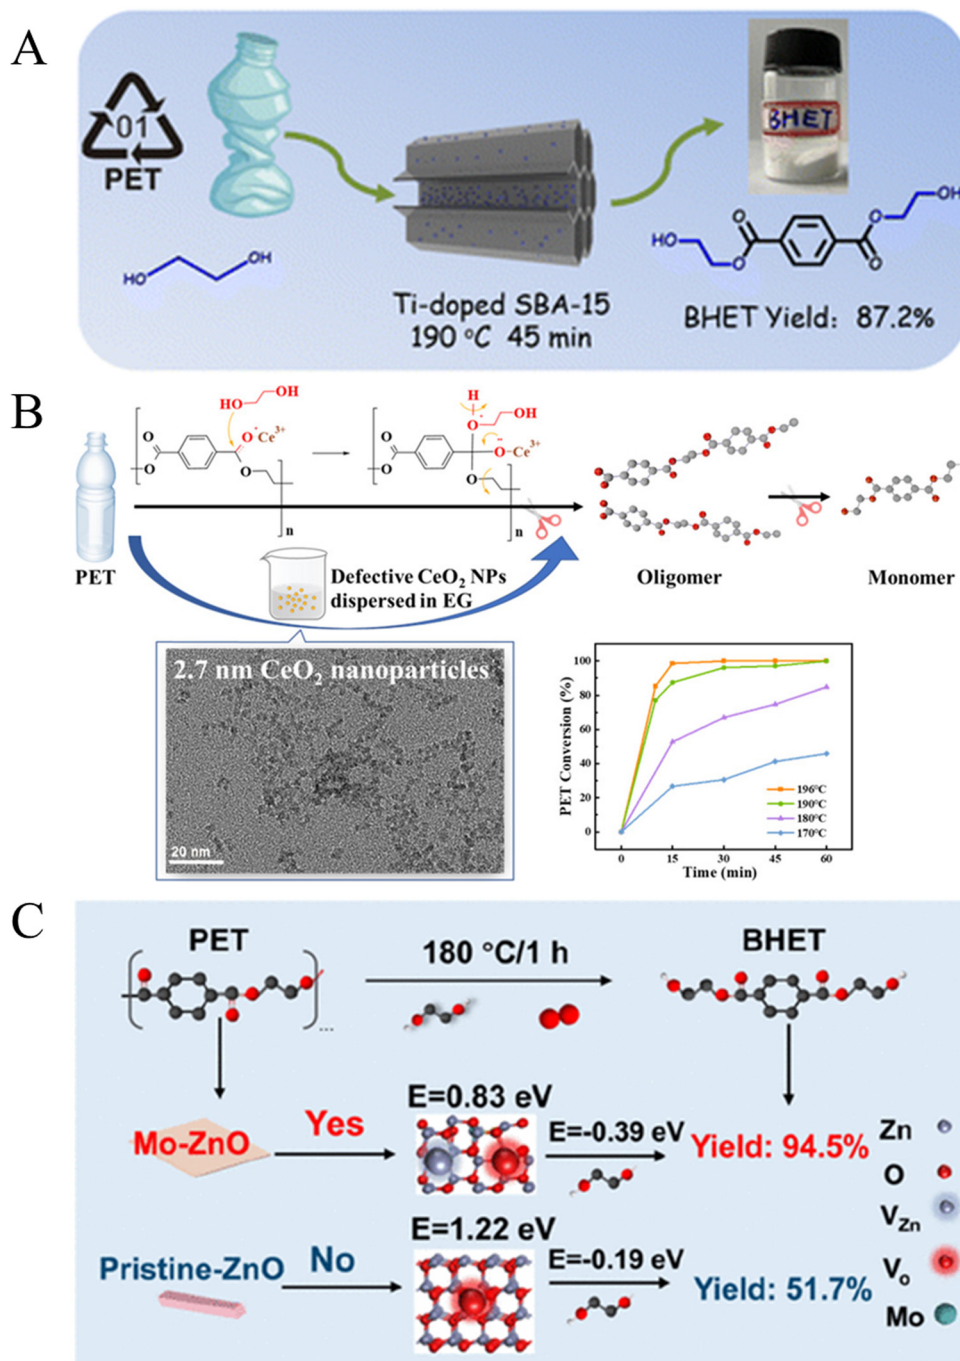 A
01
PET
HO
OH
Ti-doped SBA-15
190 °C 45 min
BHET
HO
O
O
O
O
OH
BHET Yield: 87.2%
B
HO
OH
O
O
O
Ce³⁺
O
n
H
O
OH
O
O
O
Ce³⁺
O
n
PET
Defective CeO₂ NPs
dispersed in EG
Oligomer
Monomer
2.7 nm CeO₂ nanoparticles
20 nm
PET Conversion (%)
100
80
60
40
20
0
196°C
190°C
180°C
170°C
0
15
30
45
60
Time (min)
C
PET
180 °C/1 h
BHET
...
Mo-ZnO
Yes
E=0.83 eV
E=-0.39 eV
Yield: 94.5%
Pristine-ZnO
No
E=1.22 eV
E=-0.19 eV
Yield: 51.7%
Zn
O
V_Zn
V_o
Mo